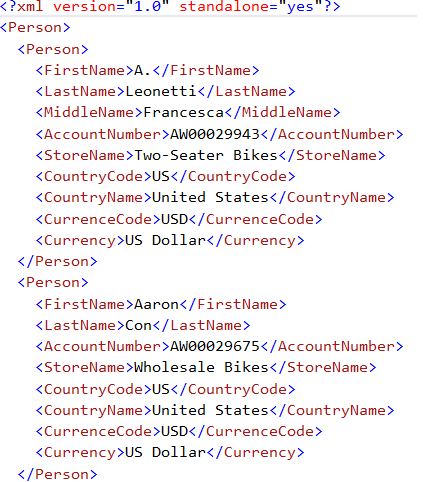 <?xml version="1.0" standalone="yes"?>
<Person>
  <Person>
    <FirstName>A.</FirstName>
    <LastName>Leonetti</LastName>
    <MiddleName>Francesca</MiddleName>
    <AccountNumber>AW00029943</AccountNumber>
    <StoreName>Two-Seater Bikes</StoreName>
    <CountryCode>US</CountryCode>
    <CountryName>United States</CountryName>
    <CurrenceCode>USD</CurrenceCode>
    <Currency>US Dollar</Currency>
  </Person>
  <Person>
    <FirstName>Aaron</FirstName>
    <LastName>Con</LastName>
    <AccountNumber>AW00029675</AccountNumber>
    <StoreName>Wholesale Bikes</StoreName>
    <CountryCode>US</CountryCode>
    <CountryName>United States</CountryName>
    <CurrenceCode>USD</CurrenceCode>
    <Currency>US Dollar</Currency>
  </Person>